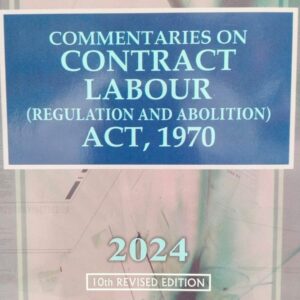 COMMENTARIES ON
CONTRACT
LABOUR
(REGULATION AND ABOLITION)
ACT, 1970
2024
10th REVISED EDITION